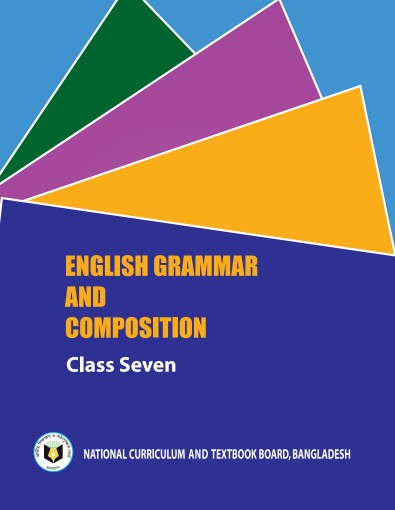 ENGLISH GRAMMAR
AND
COMPOSITION
Class Seven
NATIONAL CURRICULUM AND TEXTBOOK BOARD, BANGLADESH